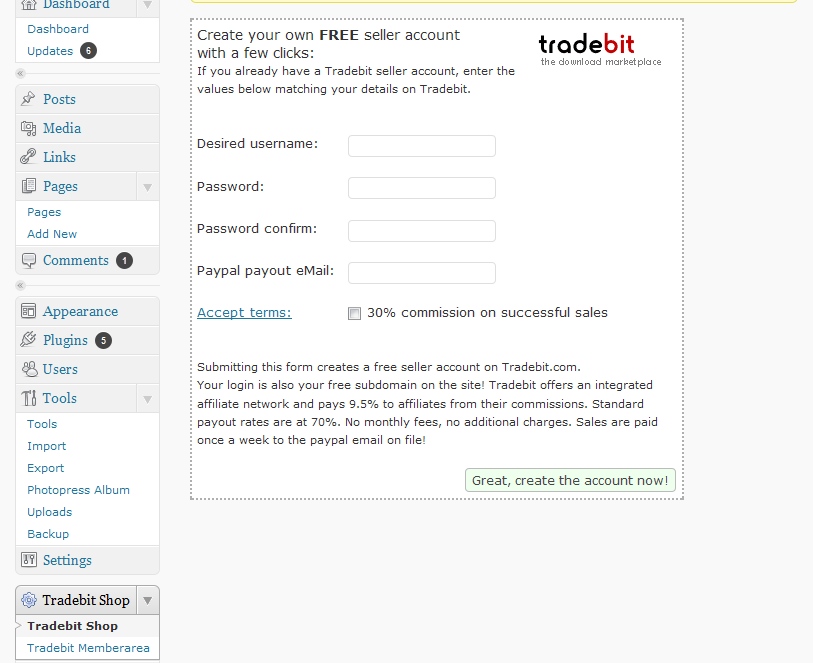 Dashboard
Dashboard
Updates 6
Posts
Media
Links
Pages
Pages
Add New
Comments 1
Appearance
Plugins 5
Users
Tools
Tools
Import
Export
Photopress Album
Uploads
Backup
Settings
Tradebit Shop
Tradebit Shop
Tradebit Memberarea
Create your own FREE seller account
with a few clicks:
If you already have a Tradebit seller account, enter the
values below matching your details on Tradebit.
tradebit
the download marketplace
Desired username:
Password:
Password confirm:
Paypal payout eMail:
Accept terms: 30% commission on successful sales
Submitting this form creates a free seller account on Tradebit.com.
Your login is also your free subdomain on the site! Tradebit offers an integrated
affiliate network and pays 9.5% to affiliates from their commissions. Standard
payout rates are at 70%. No monthly fees, no additional charges. Sales are paid
once a week to the paypal email on file!
Great, create the account now!